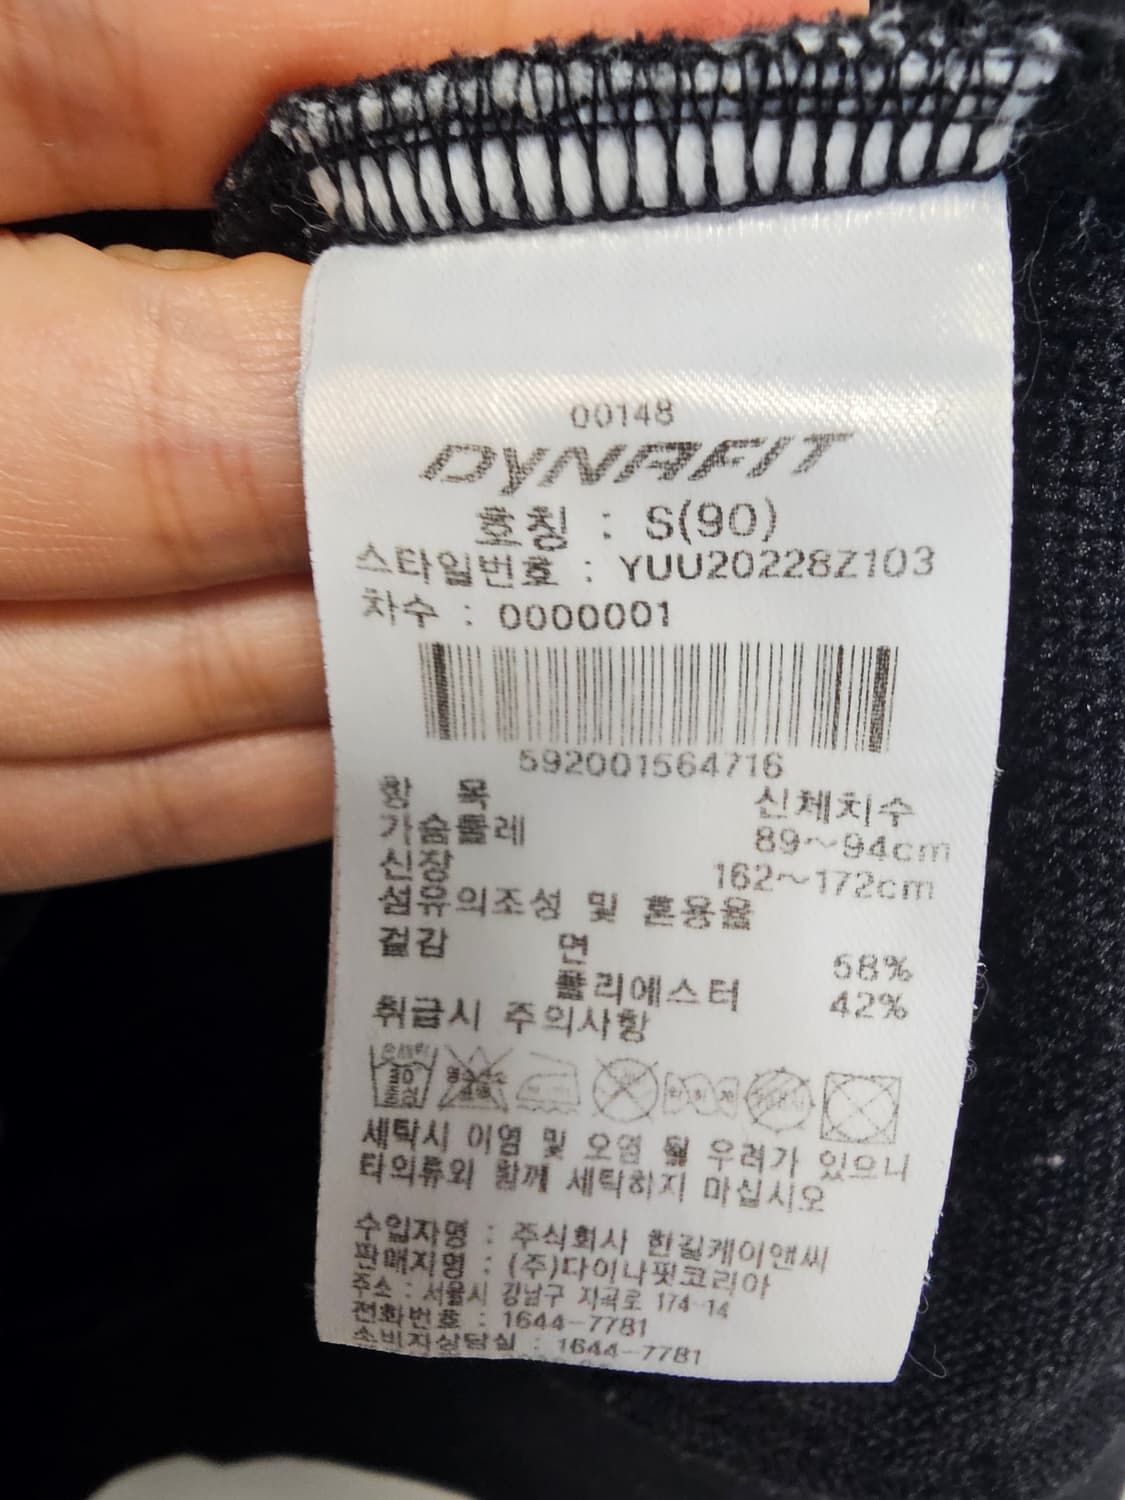 00148
DYNAFIT
호칭 : S(90)
스타일번호 : YUU20228Z103
차수 : 0000001
592001564716
항 목 신체치수
가슴둘레 89~94cm
신장 162~172cm
섬유의조성 및 혼용율
겉감 면 58%
폴리에스터 42%
취급시 주의사항
세탁시 이염 및 오염 될 우려가 있으니
타의류와 함께 세탁하지 마십시오
수입자명 : 주식회사 한길케이앤씨
판매자명 : (주)다이나핏코리아
주소 : 서울시 강남구 자곡로 174-14
전화번호 : 1644-7781
소비자상담실 : 1644-7781